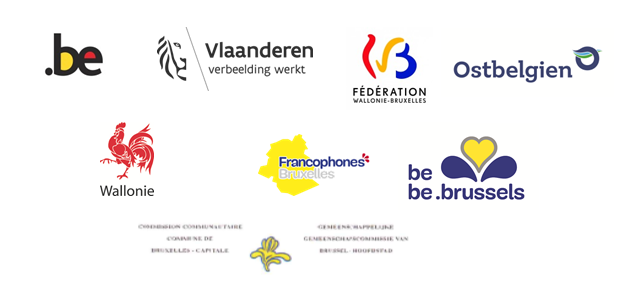 .be
Vlaanderen
verbeelding werkt
FÉDÉRATION
WALLONIE-BRUXELLES
Ostbelgien
Wallonie
Francophones
Bruxelles
be
be .brussels
COMMISSION COMMUNAUTAIRE
COMMUNE DE
BRUXELLES - CAPITALE
GEMEENSCHAPPELIJKE
GEMEENSCHAPSCOMMISSIE VAN
BRUSSEL - HOOFDSTAD